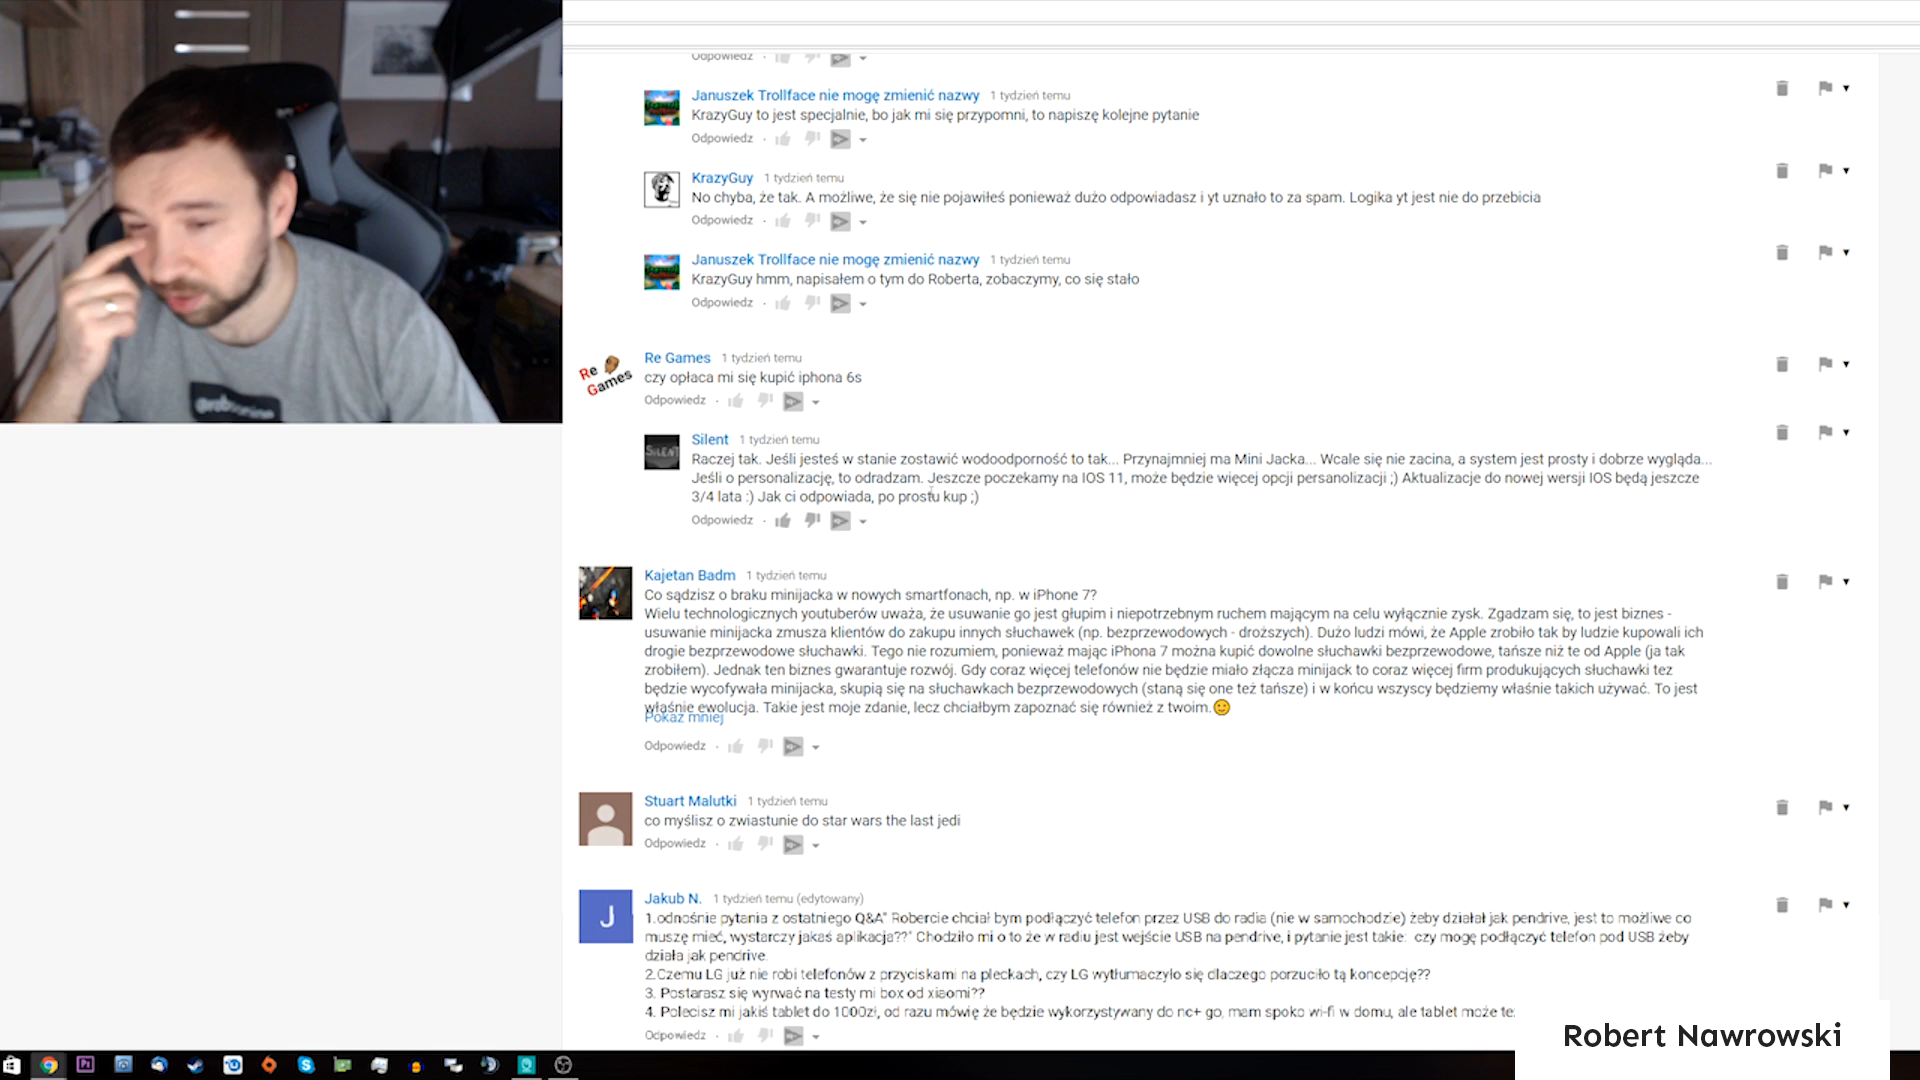 Odpowiedz
Januszek Trollface nie mogę zmienić nazwy 1 tydzień temu
KrazyGuy to jest specjalnie, bo jak mi się przypomni, to napiszę kolejne pytanie
Odpowiedz
KrazyGuy 1 tydzień temu
No chyba, że tak. A możliwe, że się nie pojawiłeś ponieważ dużo odpowiadasz i yt uznało to za spam. Logika yt jest nie do przebicia
Odpowiedz
Januszek Trollface nie mogę zmienić nazwy 1 tydzień temu
KrazyGuy hmm, napisałem o tym do Roberta, zobaczymy, co się stało
Odpowiedz
Re Games
Re Games 1 tydzień temu
czy opłaca mi się kupić iphona 6s
Odpowiedz
SILENT
Silent 1 tydzień temu
Raczej tak. Jeśli jesteś w stanie zostawić wodoodporność to tak... Przynajmniej ma Mini Jacka... Wcale się nie zacina, a system jest prosty i dobrze wygląda...
Jeśli o personalizację, to odradzam. Jeszcze poczekamy na IOS 11, może będzie więcej opcji persanolizacji ;) Aktualizacje do nowej wersji IOS będą jeszcze
3/4 lata :) Jak ci odpowiada, po prostu kup ;)
Odpowiedz
Kajetan Badm 1 tydzień temu
Co sądzisz o braku minijacka w nowych smartfonach, np. w iPhone 7?
Wielu technologicznych youtuberów uważa, że usuwanie go jest głupim i niepotrzebnym ruchem mającym na celu wyłącznie zysk. Zgadzam się, to jest biznes -
usuwanie minijacka zmusza klientów do zakupu innych słuchawek (np. bezprzewodowych - droższych). Dużo ludzi mówi, że Apple zrobiło tak by ludzie kupowali ich
drogie bezprzewodowe słuchawki. Tego nie rozumiem, ponieważ mając iPhone 7 można kupić dowolne słuchawki bezprzewodowe, tańsze niż te od Apple (ja tak
zrobiłem). Jednak ten biznes gwarantuje rozwój. Gdy coraz więcej telefonów nie będzie miało złącza minijack to coraz więcej firm produkujących słuchawki tez
będzie wycofywała minijacka, skupią się na słuchawkach bezprzewodowych (staną się one też tańsze) i w końcu wszyscy będziemy właśnie takich używać. To jest
właśnie ewolucja. Takie jest moje zdanie, lecz chciałbym zapoznać się również z twoim.🙂
Pokaż mniej
Odpowiedz
Stuart Malutki 1 tydzień temu
co myślisz o zwiastunie do star wars the last jedi
Odpowiedz
J
Jakub N. 1 tydzień temu (edytowany)
1.odnośnie pytania z ostatniego Q&A" Robercie chciał bym podłączyć telefon przez USB do radia (nie w samochodzie) żeby działał jak pendrive, jest to możliwe co
muszę mieć, wystarczy jakaś aplikacja??" Chodziło mi o to że w radiu jest wejście USB na pendrive, i pytanie jest takie: czy mogę podłączyć telefon pod USB żeby
działa jak pendrive.
2.Czemu LG już nie robi telefonów z przyciskami na pleckach, czy LG wytłumaczyło się dlaczego porzuciło tą koncepcję??
3. Postarasz się wyrwać na testy mi box od xiaomi??
4. Polecisz mi jakiś tablet do 1000zł, od razu mówię że będzie wykorzystywany do nc+ go, mam spoko wi-fi w domu, ale tablet może
Odpowiedz
Robert Nawrowski